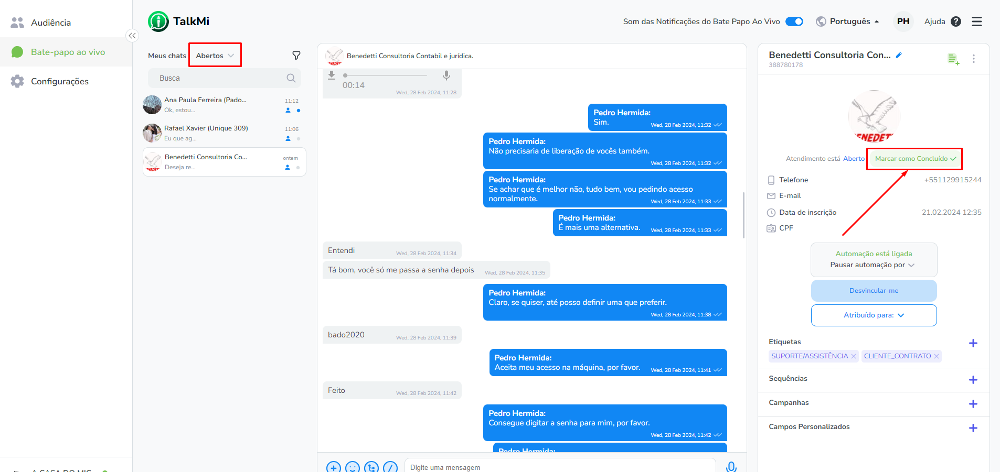 Audiência
Bate-papo ao vivo
Configurações
TalkMi
Som das Notificações do Bate Papo Ao Vivo
Português
PH
Ajuda
Meus chats
Abertos
Busca
Ana Paula Ferreira (Pado...
11:12
Ok, estou...
Rafael Xavier (Unique 309)
11:06
Eu que ag...
Benedetti Consultoria Co...
ontem
Deseja re...
Benedetti Consultoria Contabil e jurídica.
00:14
Wed, 28 Feb 2024, 11:28
Pedro Hermida:
Sim.
Wed, 28 Feb 2024, 11:32
Pedro Hermida:
Não precisaria de liberação de vocês também.
Wed, 28 Feb 2024, 11:32
Pedro Hermida:
Se achar que é melhor não, tudo bem, vou pedindo acesso
normalmente.
Wed, 28 Feb 2024, 11:33
Pedro Hermida:
É mais uma alternativa.
Wed, 28 Feb 2024, 11:33
Entendi
Wed, 28 Feb 2024, 11:34
Tá bom, você só me passa a senha depois
Wed, 28 Feb 2024, 11:35
Pedro Hermida:
Claro, se quiser, até posso definir uma que preferir.
Wed, 28 Feb 2024, 11:38
bado2020
Wed, 28 Feb 2024, 11:39
Pedro Hermida:
Aceita meu acesso na máquina, por favor.
Wed, 28 Feb 2024, 11:41
Feito
Wed, 28 Feb 2024, 11:42
Pedro Hermida:
Consegue digitar a senha para mim, por favor.
Wed, 28 Feb 2024, 11:42
Pedro Hermida:
Digite uma mensagem
Benedetti Consultoria Con...
388780178
ENEDET
Atendimento está Aberto
Marcar como Concluído
Telefone
+551129915244
E-mail
Data de inscrição
21.02.2024 12:35
CPF
Automação está ligada
Pausar automação por
Desvincular-me
Atribuído para:
Etiquetas
SUPORTE/ASSISTÊNCIA
CLIENTE_CONTRATO
Sequências
Campanhas
Campos Personalizados